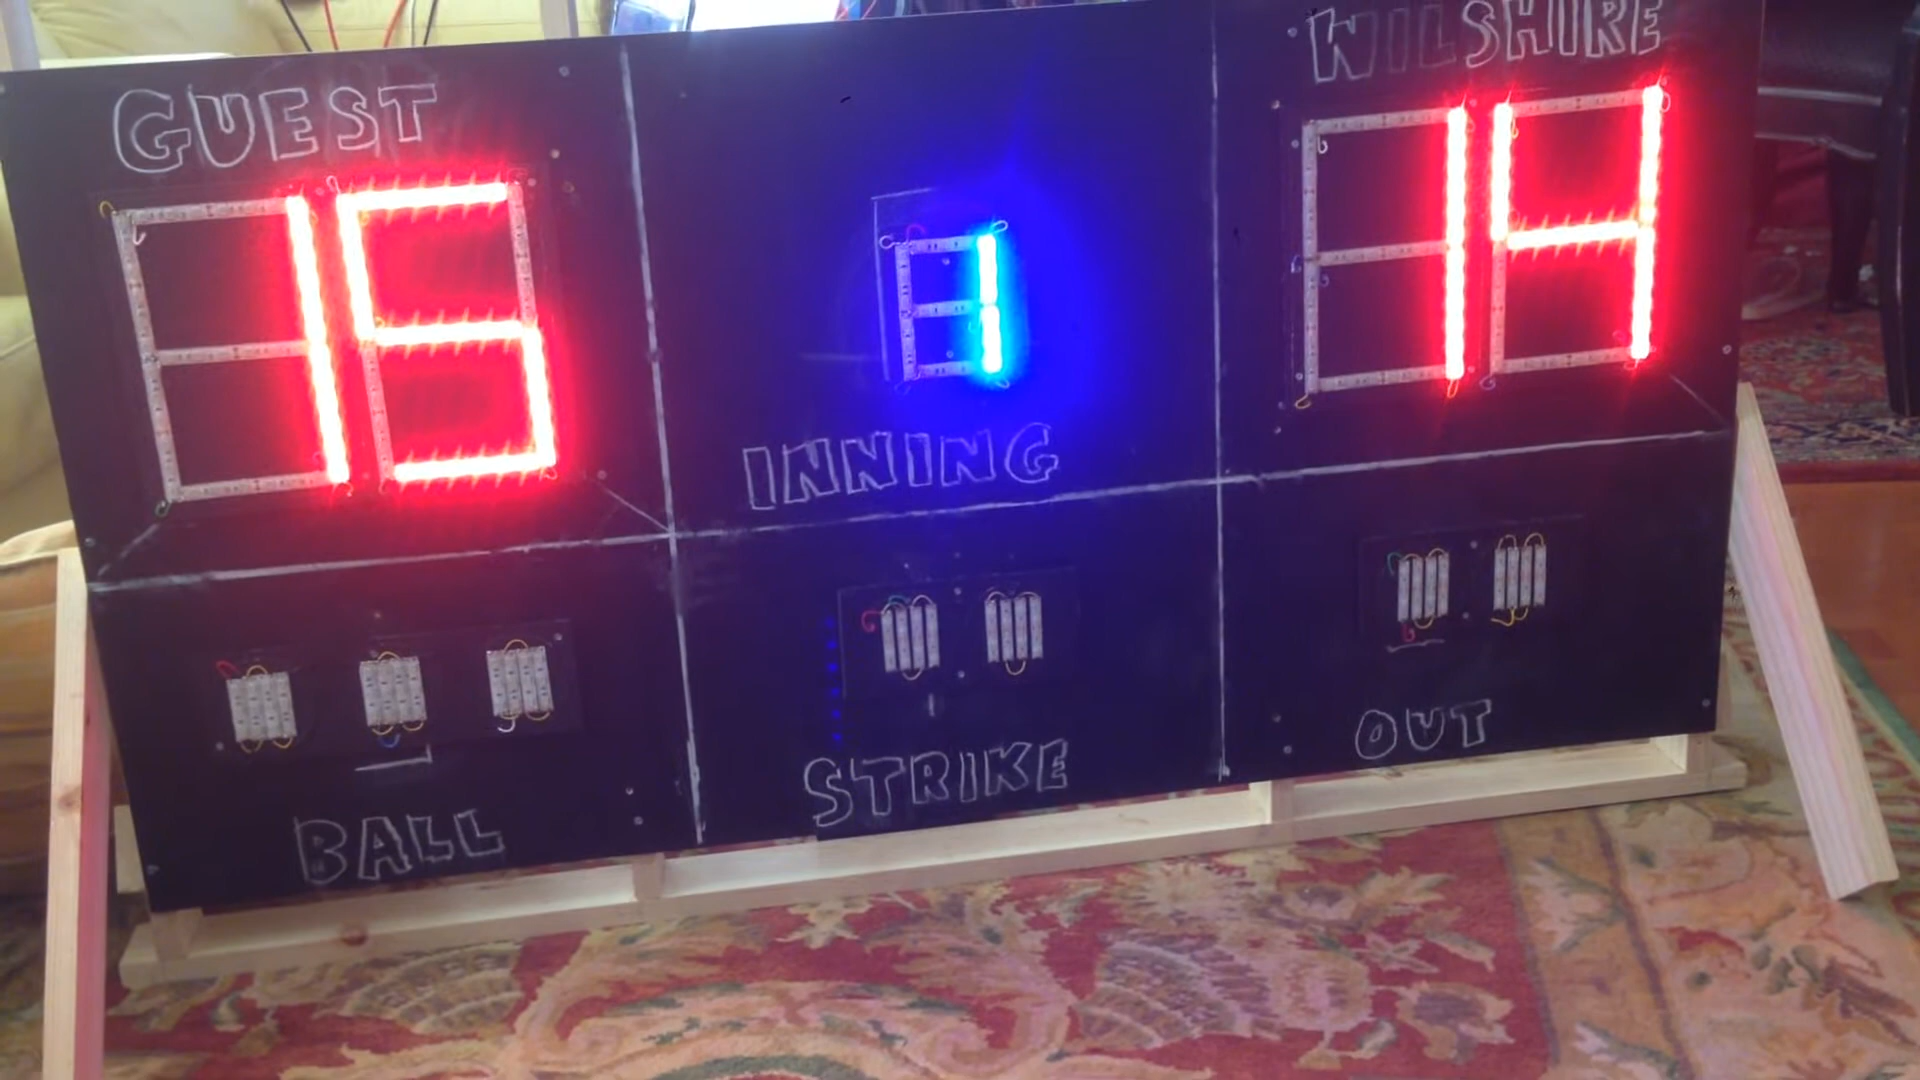 GUEST
WILSHIRE
15
1
14
INNING
BALL
STRIKE
OUT